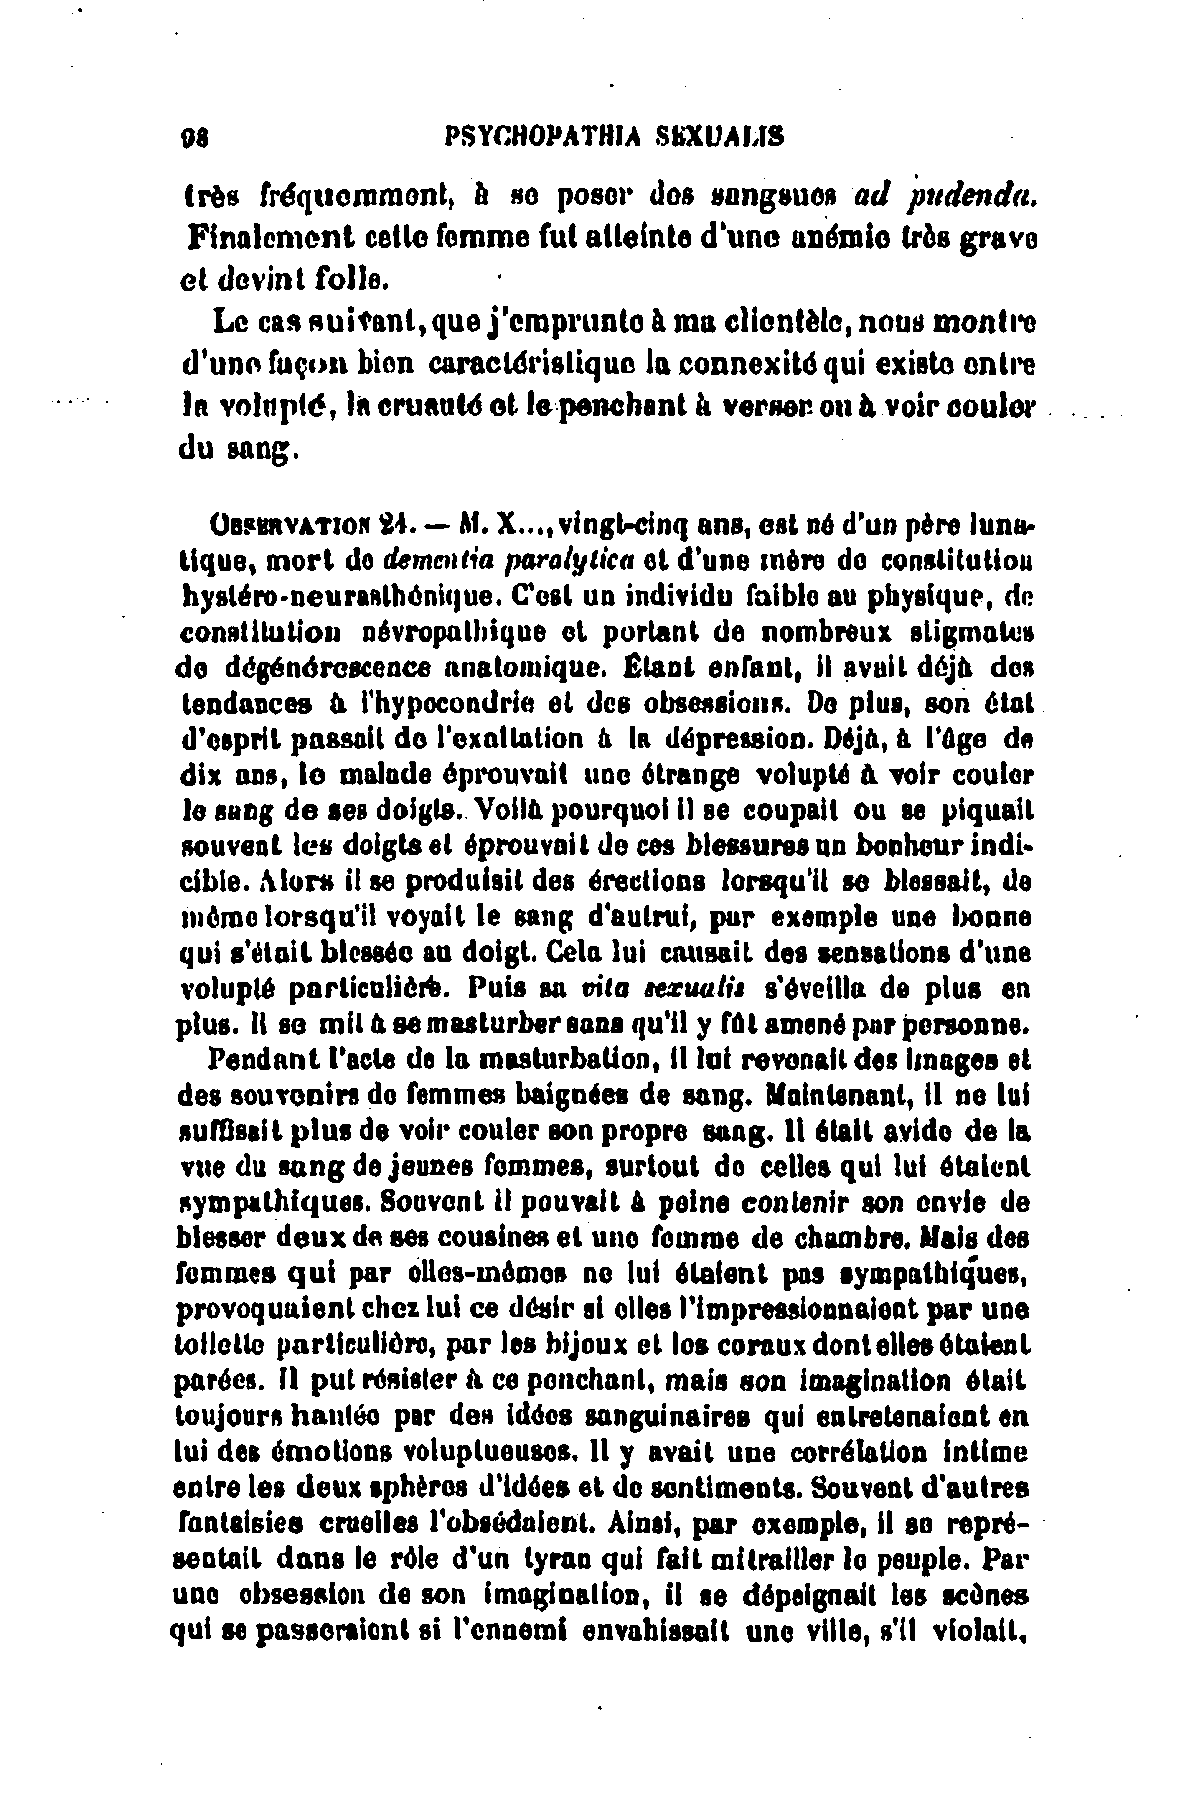 98 PSYCHOPATHIA SEXUALIS
très fréquemment, à se poser des sangsues ad pudenda.
Finalement cette femme fut atteinte d'une anémie très grave
et devint folle.
Le cas suivant, que j'emprunte à ma clientèle, nous montre
d'une façon bien caractéristique la connexité qui existe entre
la volupté, la cruauté et le penchant à verser ou à voir couler
du sang.
OBSERVATION 24. — M. X..., vingt-cinq ans, est né d'un père luna-
tique, mort de dementia paralytica et d'une mère de constitution
hystéro-neurasthénique. C'est un individu faible au physique, de
constitution névropathique et portant de nombreux stigmates
de dégénérescence anatomique. Étant enfant, il avait déjà des
tendances à l'hypocondrie et des obsessions. De plus, son état
d'esprit passait de l'exaltation à la dépression. Déjà, à l'âge de
dix ans, le malade éprouvait une étrange volupté à voir couler
le sang de ses doigts. Voilà pourquoi il se coupait ou se piquait
souvent les doigts et éprouvait de ces blessures un bonheur indi-
cible. Alors il se produisit des érections lorsqu'il se blessait, de
même lorsqu'il voyait le sang d'autrui, par exemple une bonne
qui s'était blessée au doigt. Cela lui causait des sensations d'une
volupté particulière. Puis sa vita sexualis s'éveilla de plus en
plus. Il se mit à se masturber sans qu'il y fût amené par personne.
Pendant l'acte de la masturbation, il lui revenait des images et
des souvenirs de femmes baignées de sang. Maintenant, il ne lui
suffisait plus de voir couler son propre sang. Il était avide de la
vue du sang de jeunes femmes, surtout de celles qui lui étaient
sympathiques. Souvent il pouvait à peine contenir son envie de
blesser deux de ses cousines et une femme de chambre. Mais des
femmes qui par elles-mêmes ne lui étaient pas sympathiques,
provoquaient chez lui ce désir si elles l'impressionnaient par une
toilette particulière, par les bijoux et les coraux dont elles étaient
parées. Il put résister à ce penchant, mais son imagination était
toujours hantée par des idées sanguinaires qui entretenaient en
lui des émotions voluptueuses. Il y avait une corrélation intime
entre les deux sphères d'idées et de sentiments. Souvent d'autres
fantaisies cruelles l'obsédaient. Ainsi, par exemple, il se repré-
sentait dans le rôle d'un tyran qui fait mitrailler le peuple. Par
une obsession de son imagination, il se dépeignait les scènes
qui se passeraient si l'ennemi envahissait une ville, s'il violait,